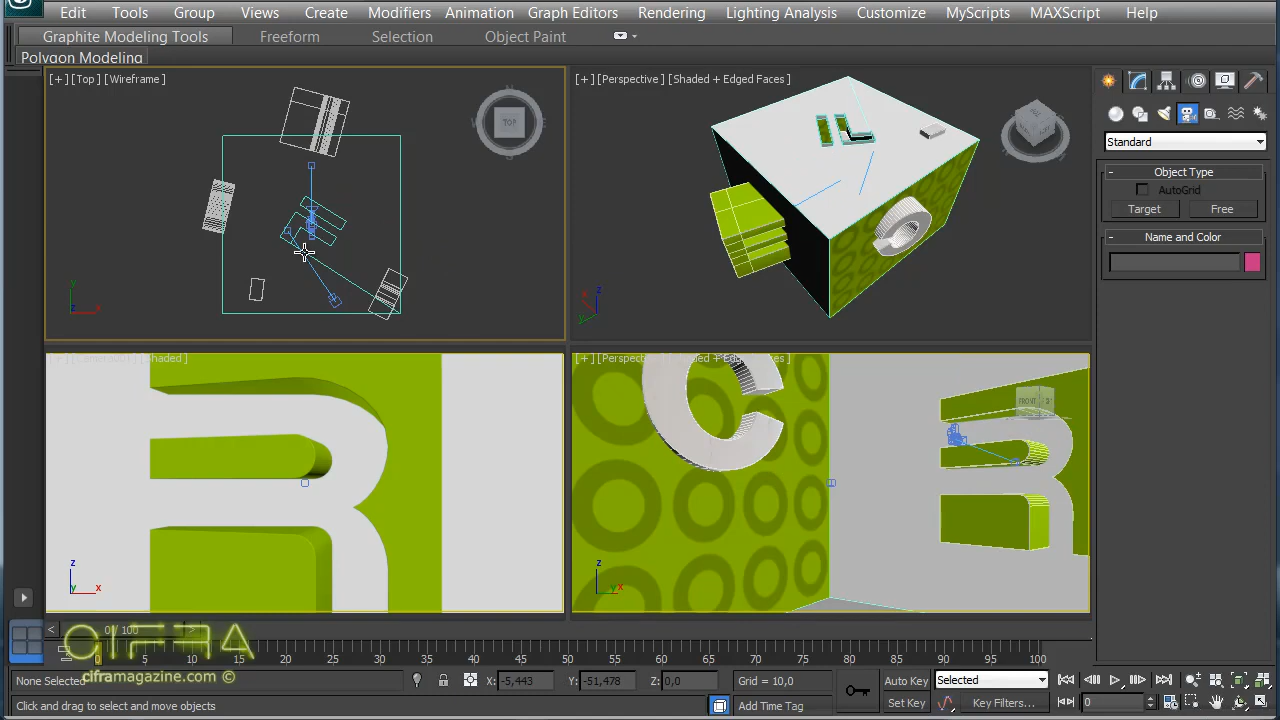 Edit Tools Group Views Create Modifiers Animation Graph Editors Rendering Lighting Analysis Customize MyScripts MAXScript Help
Graphite Modeling Tools Freeform Selection Object Paint
Polygon Modeling
[+][Top][Wireframe]
[+][Perspective][Shaded + Edged Faces]
TOP
Standard
- Object Type
AutoGrid
Target Free
- Name and Color
y
x
z
z
x
y
[+][Perspective]
FRONT
z
x
y
z
x
y
0 / 100
CIFRA
ciframagazine.com ©
0 5 10 15 20 25 30 35 40 45 50 55 60 65 70 75 80 85 90 95 100
None Selected X: -5,443 Y: -51,478 Z: 0,0 Grid = 10,0 Auto Key Selected
Click and drag to select and move objects Add Time Tag Set Key Key Filters... 0